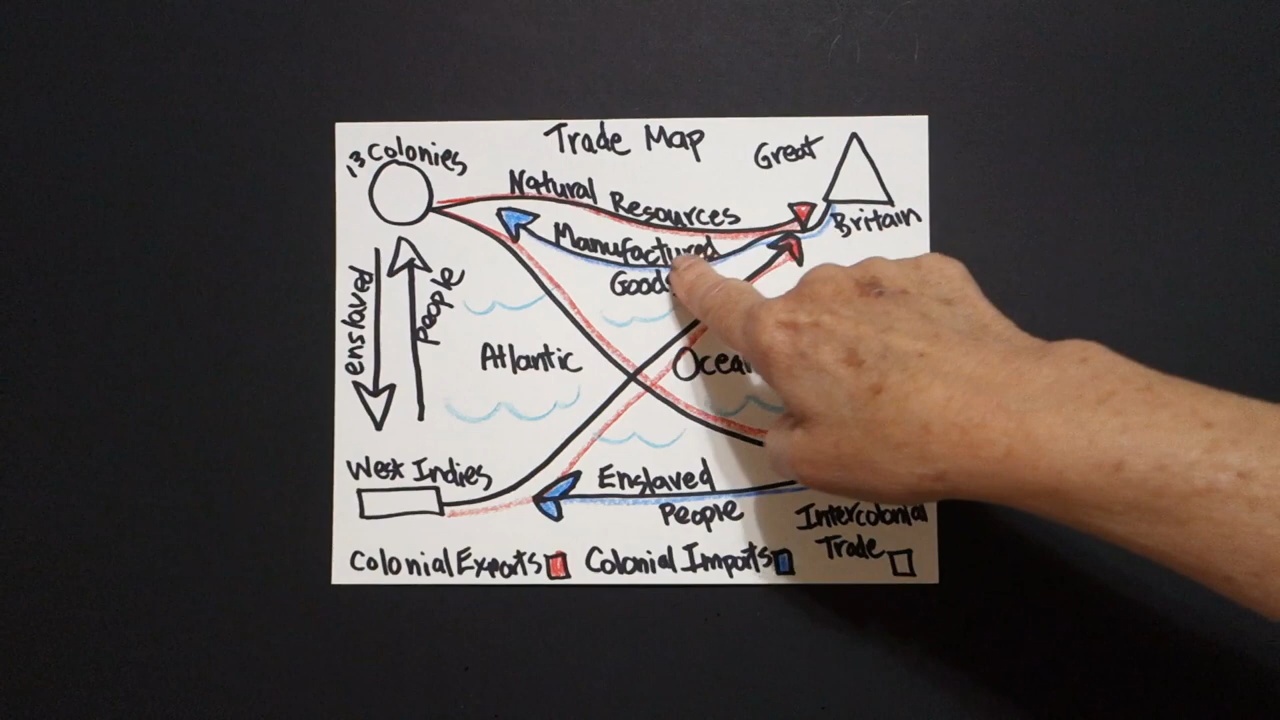 Trade Map
13 Colonies
Great
Britain
Natural Resources
Manufactured
Goods
enslaved
people
Atlantic
Ocean
West Indies
Enslaved
People
Intercolonial
Trade
Colonial Exports
Colonial Imports